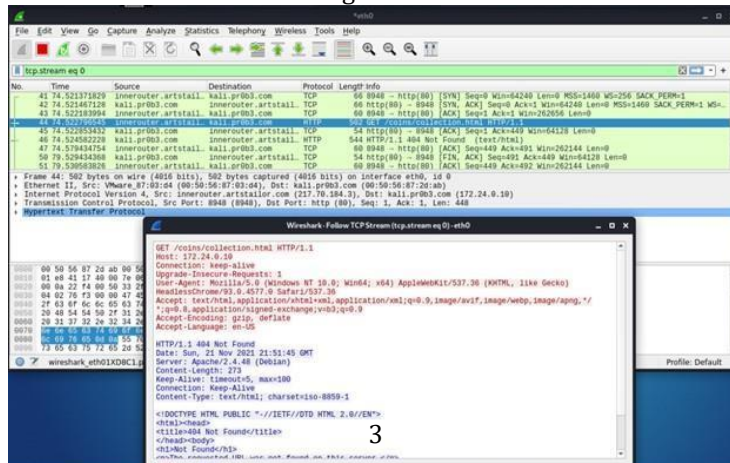 *eth0
File Edit View Go Capture Analyze Statistics Telephony Wireless Tools Help
tcp.stream eq 0
No. Time Source Destination Protocol Length Info
41 74.521371829 innerouter.artstail… kali.pr0b3.com TCP 66 8948 → http(80) [SYN] Seq=0 Win=64240 Len=0 MSS=1460 WS=256 SACK_PERM=1
42 74.521467128 kali.pr0b3.com innerouter.artstail… TCP 66 http(80) → 8948 [SYN, ACK] Seq=0 Ack=1 Win=64240 Len=0 MSS=1460 SACK_PERM=1 WS=…
43 74.522183994 innerouter.artstail… kali.pr0b3.com TCP 60 8948 → http(80) [ACK] Seq=1 Ack=1 Win=262656 Len=0
44 74.522795545 innerouter.artstail… kali.pr0b3.com HTTP 502 GET /coins/collection.html HTTP/1.1
45 74.522853432 kali.pr0b3.com innerouter.artstail… TCP 54 http(80) → 8948 [ACK] Seq=1 Ack=449 Win=64128 Len=0
46 74.524582228 kali.pr0b3.com innerouter.artstail… HTTP 544 HTTP/1.1 404 Not Found (text/html)
47 74.579434754 innerouter.artstail… kali.pr0b3.com TCP 60 8948 → http(80) [ACK] Seq=449 Ack=491 Win=262144 Len=0
50 79.529434368 kali.pr0b3.com innerouter.artstail… TCP 54 http(80) → 8948 [FIN, ACK] Seq=491 Ack=449 Win=64128 Len=0
51 79.530583826 innerouter.artstail… kali.pr0b3.com TCP 60 8948 → http(80) [ACK] Seq=449 Ack=492 Win=262144 Len=0
Frame 44: 502 bytes on wire (4016 bits), 502 bytes captured (4016 bits) on interface eth0, id 0
Ethernet II, Src: VMware_87:03:d4 (00:50:56:87:03:d4), Dst: kali.pr0b3.com (00:50:56:87:2d:ab)
Internet Protocol Version 4, Src: innerouter.artstailor.com (217.70.184.3), Dst: kali.pr0b3.com (172.24.0.10)
Transmission Control Protocol, Src Port: 8948 (8948), Dst Port: http (80), Seq: 1, Ack: 1, Len: 448
Hypertext Transfer Protocol
Wireshark · Follow TCP Stream (tcp.stream eq 0) · eth0
GET /coins/collection.html HTTP/1.1
Host: 172.24.0.10
Connection: keep-alive
Upgrade-Insecure-Requests: 1
User-Agent: Mozilla/5.0 (Windows NT 10.0; Win64; x64) AppleWebKit/537.36 (KHTML, like Gecko)
HeadlessChrome/93.0.4577.0 Safari/537.36
Accept: text/html,application/xhtml+xml,application/xml;q=0.9,image/avif,image/webp,image/apng,*/
*;q=0.8,application/signed-exchange;v=b3;q=0.9
Accept-Encoding: gzip, deflate
Accept-Language: en-US
HTTP/1.1 404 Not Found
Date: Sun, 21 Nov 2021 21:51:45 GMT
Server: Apache/2.4.48 (Debian)
Content-Length: 273
Keep-Alive: timeout=5, max=100
Connection: Keep-Alive
Content-Type: text/html; charset=iso-8859-1
<!DOCTYPE HTML PUBLIC "-//IETF//DTD HTML 2.0//EN">
<html><head>
<title>404 Not Found</title>
</head><body>
<h1>Not Found</h1>
3
0000 00 50 56 87 2d ab 00 50
Profile: Default